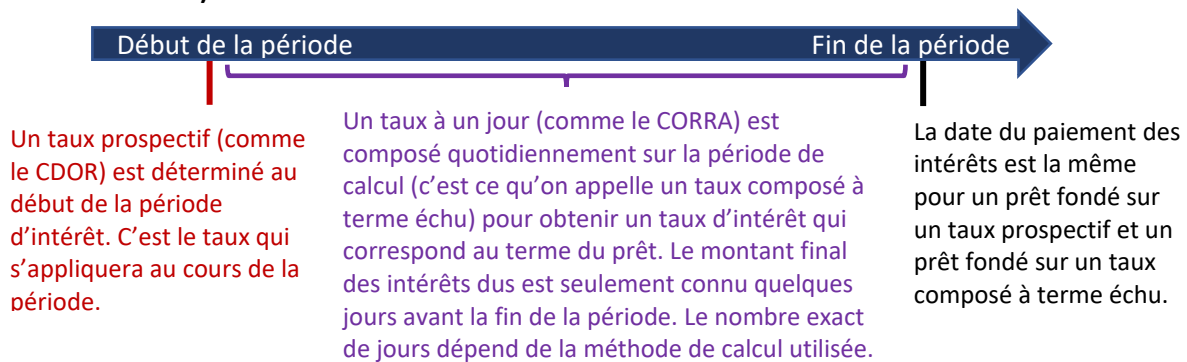 Début de la période
Fin de la période
Un taux prospectif (comme
le CDOR) est déterminé au
début de la période
d’intérêt. C’est le taux qui
s’appliquera au cours de la
période.
Un taux à un jour (comme le CORRA) est
composé quotidiennement sur la période de
calcul (c’est ce qu’on appelle un taux composé à
terme échu) pour obtenir un taux d’intérêt qui
correspond au terme du prêt. Le montant final
des intérêts dus est seulement connu quelques
jours avant la fin de la période. Le nombre exact
de jours dépend de la méthode de calcul utilisée.
La date du paiement des
intérêts est la même
pour un prêt fondé sur
un taux prospectif et un
prêt fondé sur un taux
composé à terme échu.